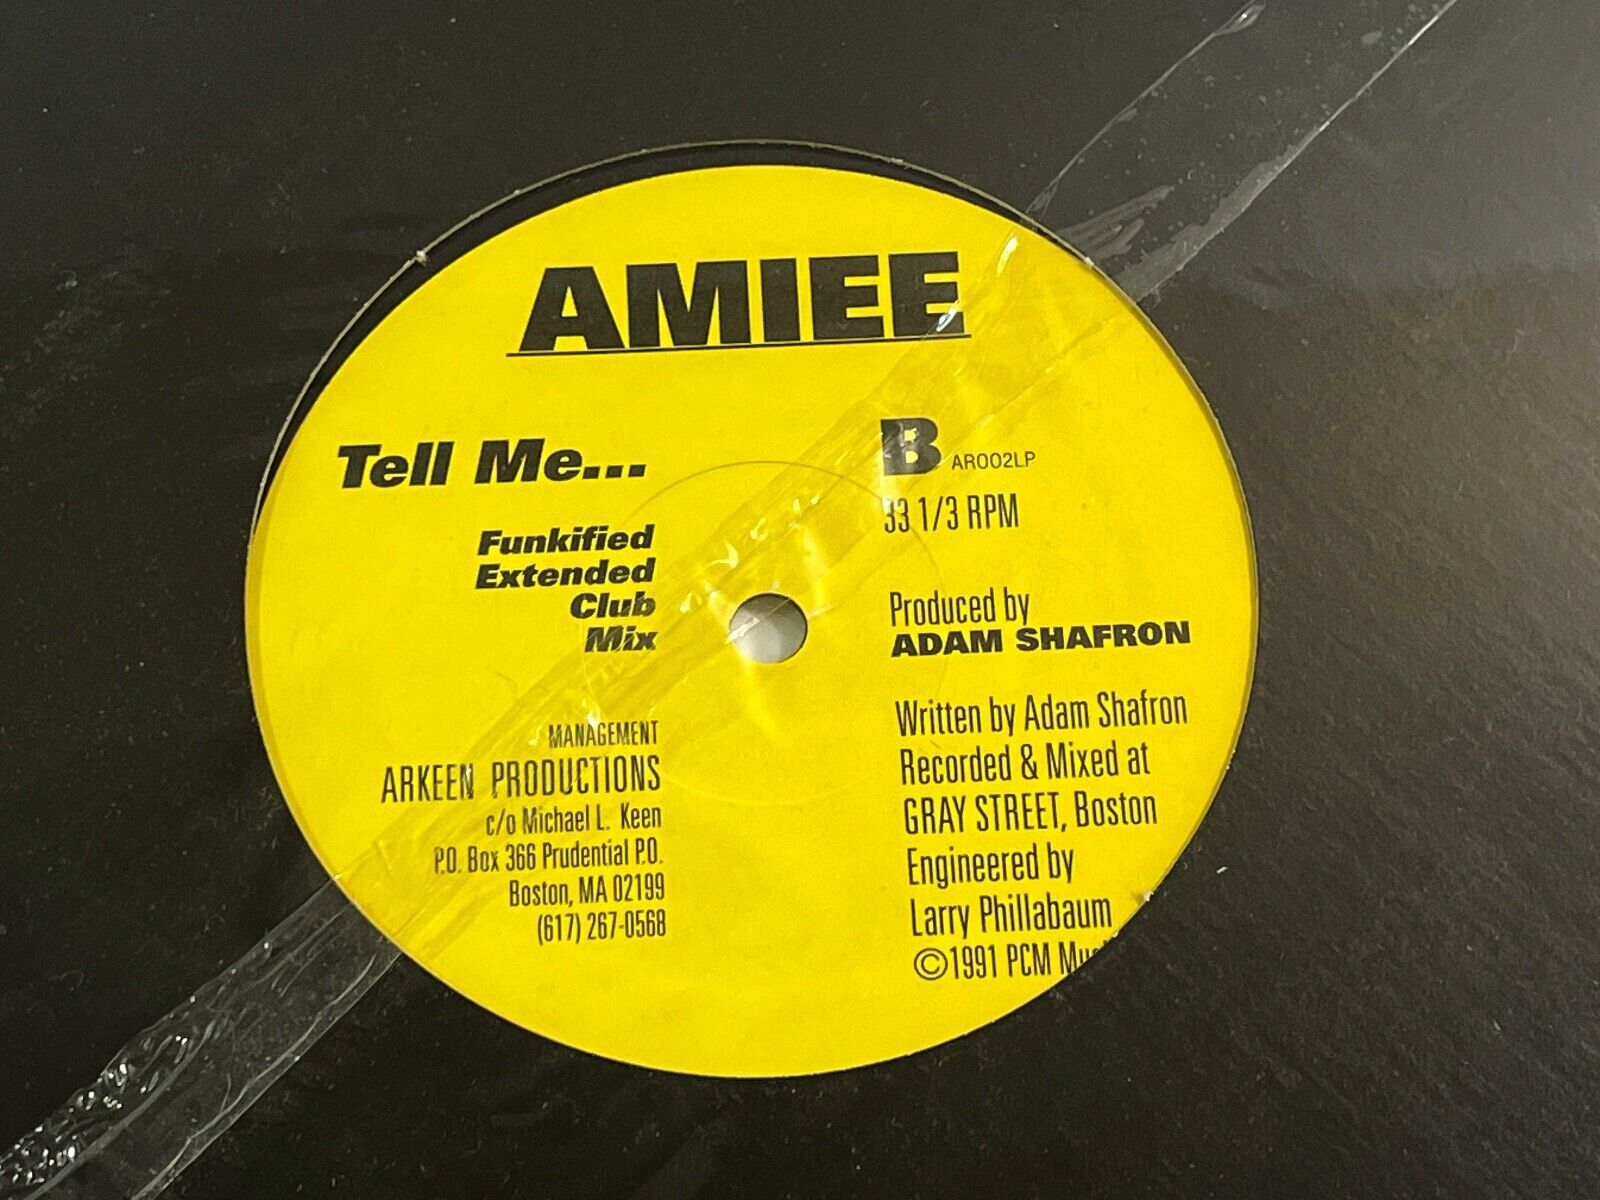 AMIEE
Tell Me...
Funkified
Extended
Club
Mix
MANAGEMENT
ARKEEN PRODUCTIONS
c/o Michael L. Keen
P.O. Box 366 Prudential P.O.
Boston, MA 02199
(617) 267-0568
B AR002LP
33 1/3 RPM
Produced by
ADAM SHAFRON
Written by Adam Shafron
Recorded & Mixed at
GRAY STREET, Boston
Engineered by
Larry Phillabaum
©1991 PCM